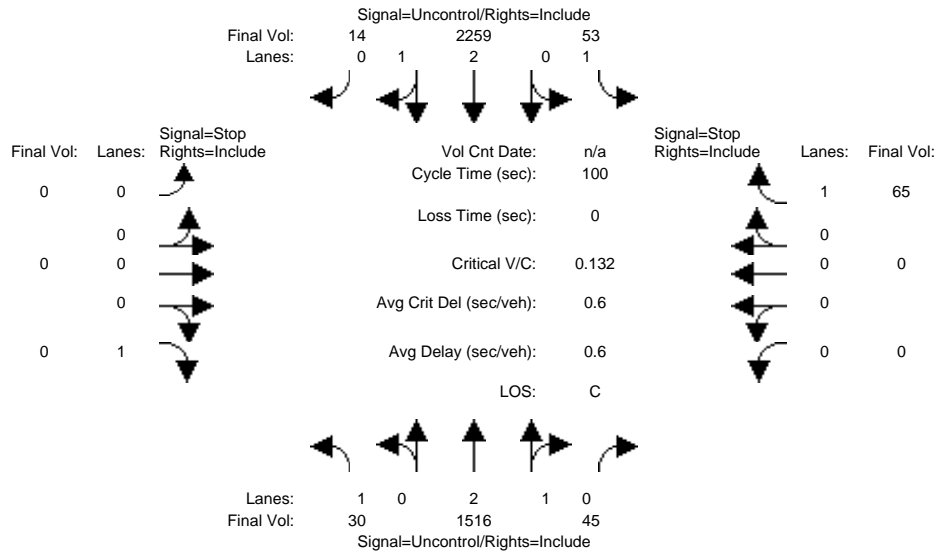 Signal=Uncontrol/Rights=Include
Final Vol: 14 2259 53
Lanes: 0 1 2 0 1
Signal=Stop
Final Vol: Lanes: Rights=Include
Vol Cnt Date: n/a
Signal=Stop
Rights=Include Lanes: Final Vol:
Cycle Time (sec): 100
0 0
1 65
Loss Time (sec): 0
0
0
0 0
Critical V/C: 0.132
0 0
0
Avg Crit Del (sec/veh): 0.6
0
0 1
Avg Delay (sec/veh): 0.6
0 0
LOS: C
Lanes: 1 0 2 1 0
Final Vol: 30 1516 45
Signal=Uncontrol/Rights=Include